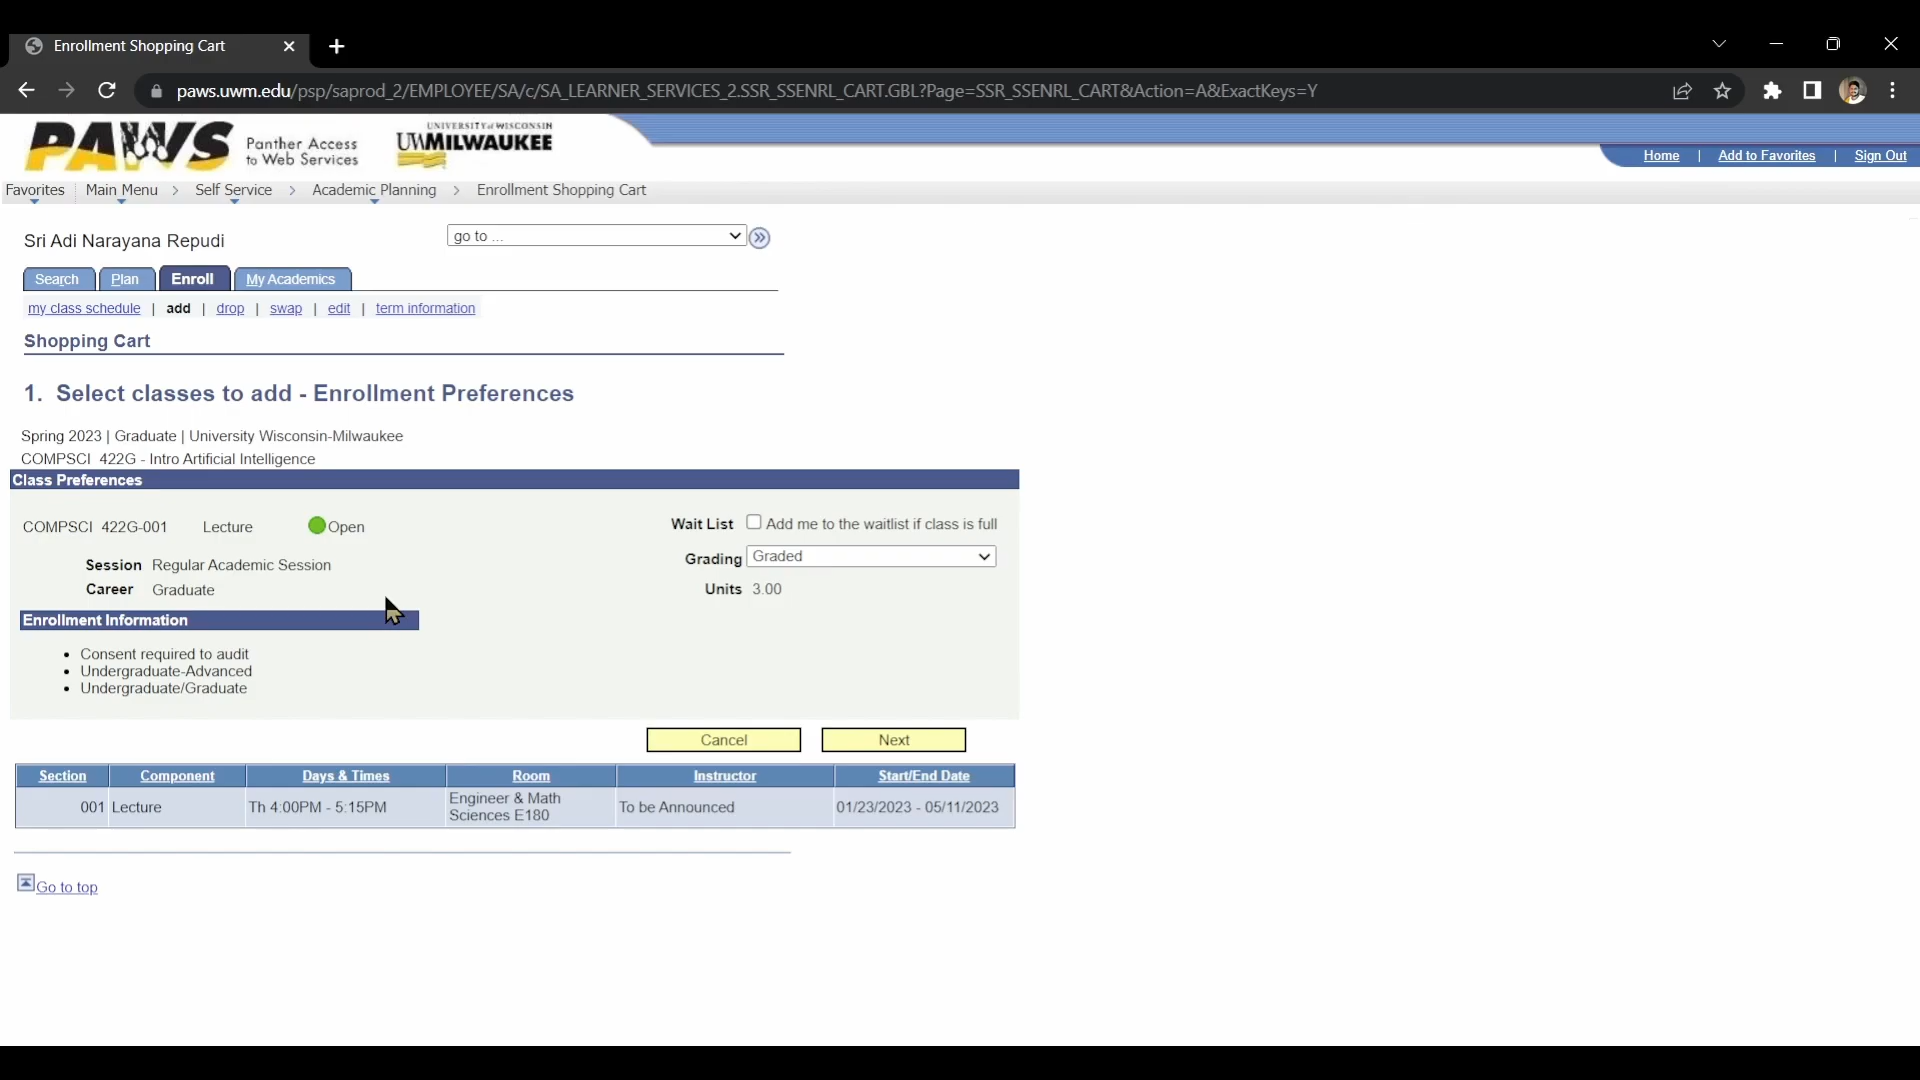 Enrollment Shopping Cart
paws.uwm.edu/psp/saprod_2/EMPLOYEE/SA/c/SA_LEARNER_SERVICES_2.SSR_SSENRL_CART.GBL?Page=SSR_SSENRL_CART&Action=A&ExactKeys=Y
PAWS Panther Access to Web Services UNIVERSITY of WISCONSIN UWMILWAUKEE
Home | Add to Favorites | Sign Out
Favorites Main Menu > Self Service > Academic Planning > Enrollment Shopping Cart
Sri Adi Narayana Repudi go to ...
Search Plan Enroll My Academics
my class schedule | add | drop | swap | edit | term information
Shopping Cart
1. Select classes to add - Enrollment Preferences
Spring 2023 | Graduate | University Wisconsin-Milwaukee
COMPSCI 422G - Intro Artificial Intelligence
Class Preferences
COMPSCI 422G-001 Lecture Open Wait List Add me to the waitlist if class is full
Grading Graded
Session Regular Academic Session
Career Graduate Units 3.00
Enrollment Information
• Consent required to audit
• Undergraduate-Advanced
• Undergraduate/Graduate
Cancel Next
Section Component Days & Times Room Instructor Start/End Date
001 Lecture Th 4:00PM - 5:15PM Engineer & Math Sciences E180 To be Announced 01/23/2023 - 05/11/2023
Go to top